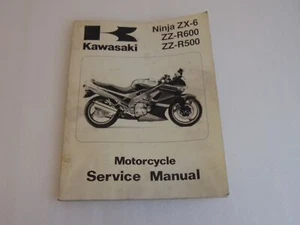 Kawasaki
Ninja ZX-6
ZZ-R600
ZZ-R500
Motorcycle
Service Manual